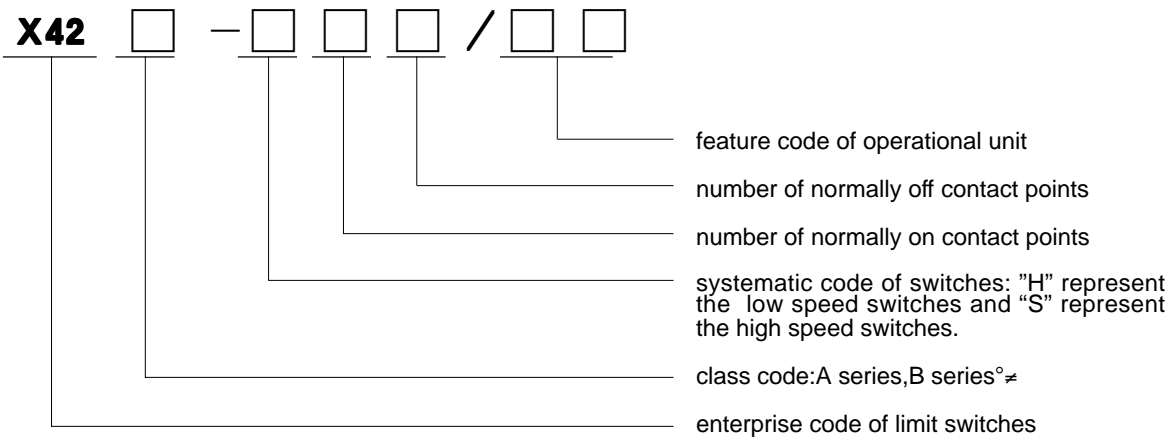 X42 □ -□ □ □ / □ □
feature code of operational unit
number of normally off contact points
number of normally on contact points
systematic code of switches: ”H” represent
the low speed switches and “S” represent
the high speed switches.
class code:A series,B series°≠
enterprise code of limit switches